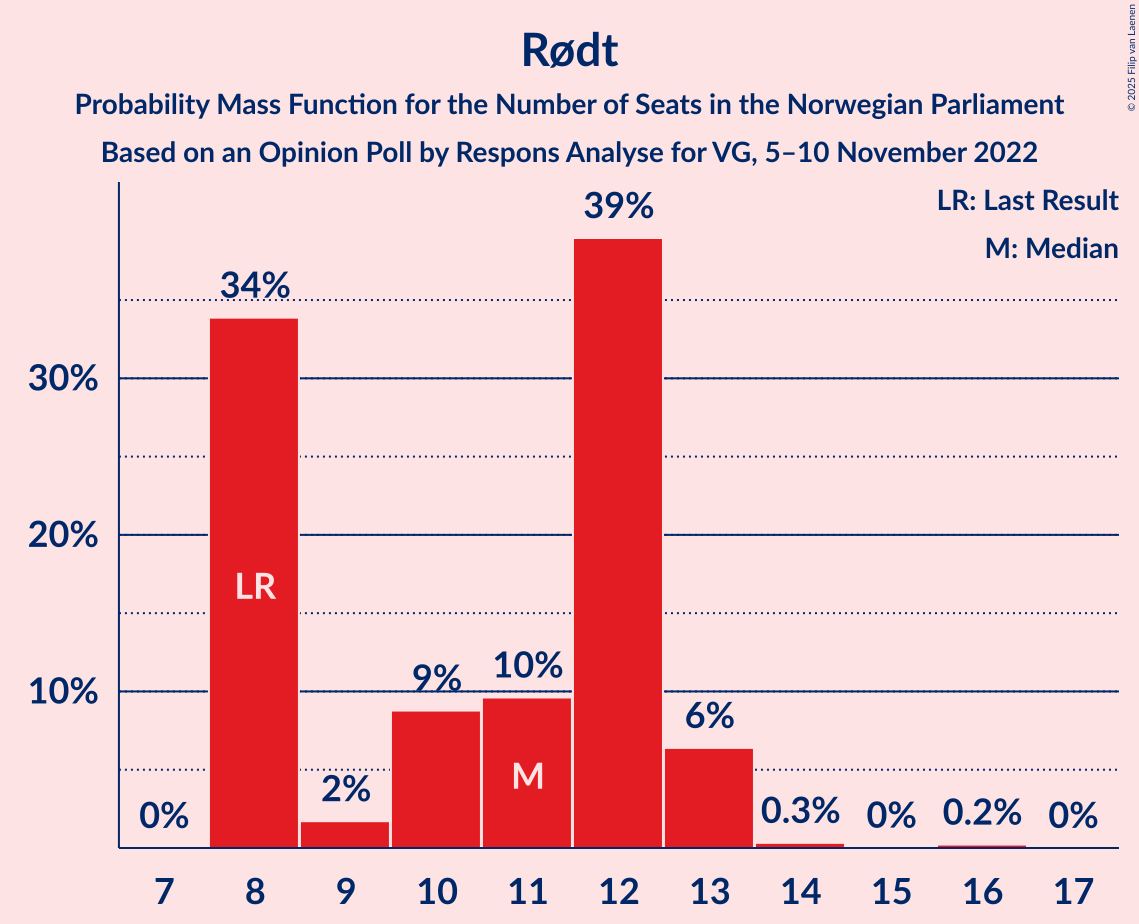 Rødt
Probability Mass Function for the Number of Seats in the Norwegian Parliament
Based on an Opinion Poll by Respons Analyse for VG, 5–10 November 2022
© 2025 Filip van Laenen
LR: Last Result
M: Median
39%
34%
30%
20%
LR
10%
9%
10%
6%
M
0%
2%
0.3%
0%
0.2%
0%
7 8 9 10 11 12 13 14 15 16 17